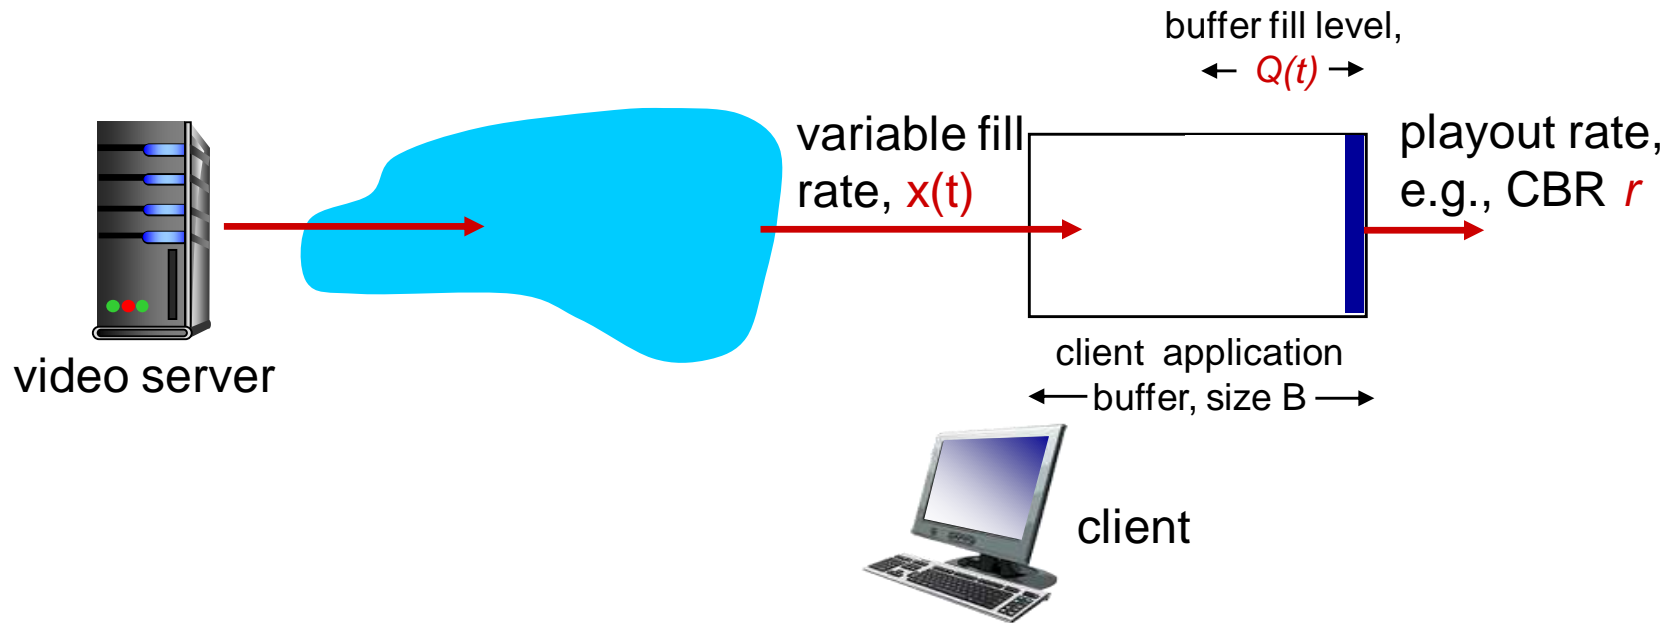 buffer fill level,
Q(t)
variable fill
rate, x(t)
playout rate,
e.g., CBR r
video server
client application
buffer, size B
client